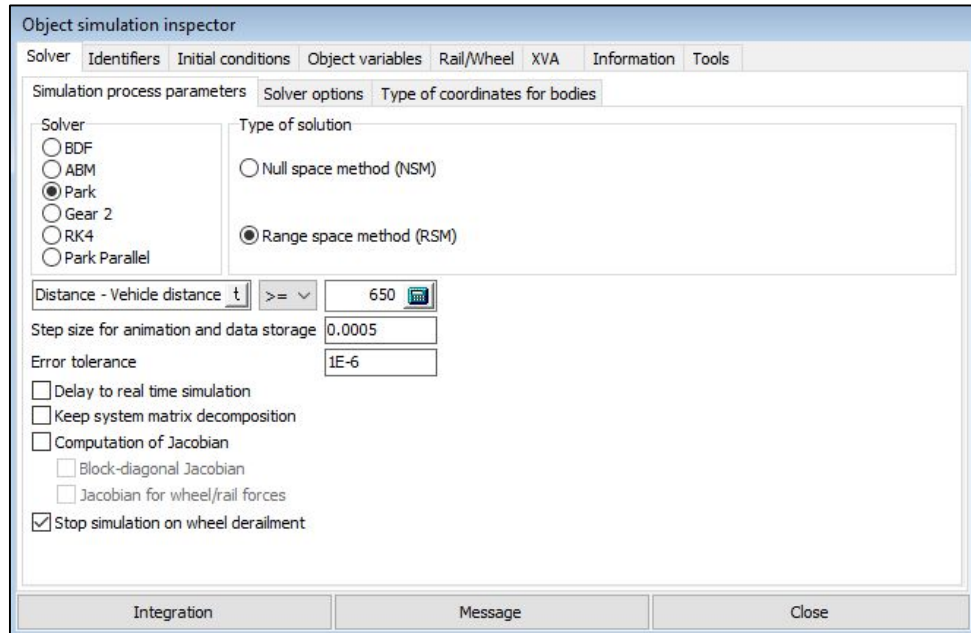 Object simulation inspector
Solver Identifiers Initial conditions Object variables Rail/Wheel XVA Information Tools
Simulation process parameters Solver options Type of coordinates for bodies
Solver Type of solution
BDF
ABM Null space method (NSM)
Park
Gear 2
RK4 Range space method (RSM)
Park Parallel
Distance - Vehicle distance t >= 650
Step size for animation and data storage 0.0005
Error tolerance 1E-6
Delay to real time simulation
Keep system matrix decomposition
Computation of Jacobian
Block-diagonal Jacobian
Jacobian for wheel/rail forces
Stop simulation on wheel derailment
Integration Message Close